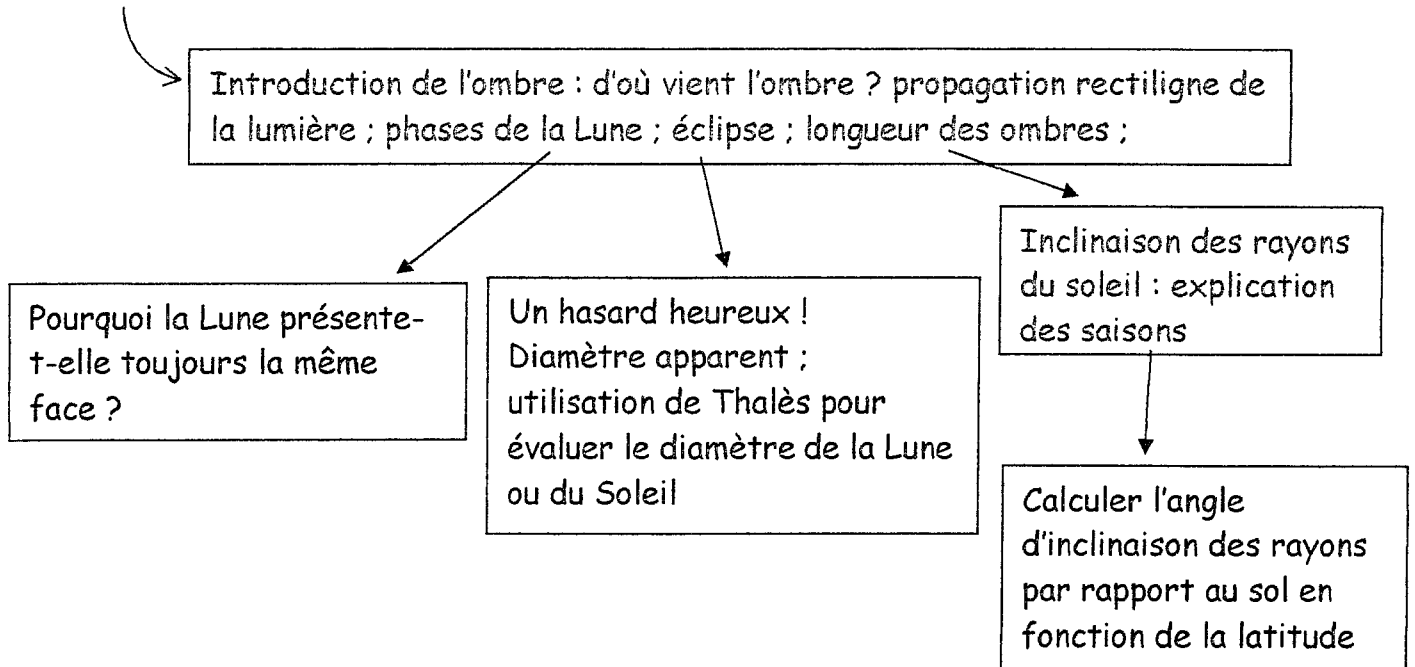 Introduction de l'ombre : d'où vient l'ombre ? propagation rectiligne de
la lumière ; phases de la Lune ; éclipse ; longueur des ombres ;
Pourquoi la Lune présente-
t-elle toujours la même
face ?
Un hasard heureux !
Diamètre apparent ;
utilisation de Thalès pour
évaluer le diamètre de la Lune
ou du Soleil
Inclinaison des rayons
du soleil : explication
des saisons
Calculer l'angle
d'inclinaison des rayons
par rapport au sol en
fonction de la latitude